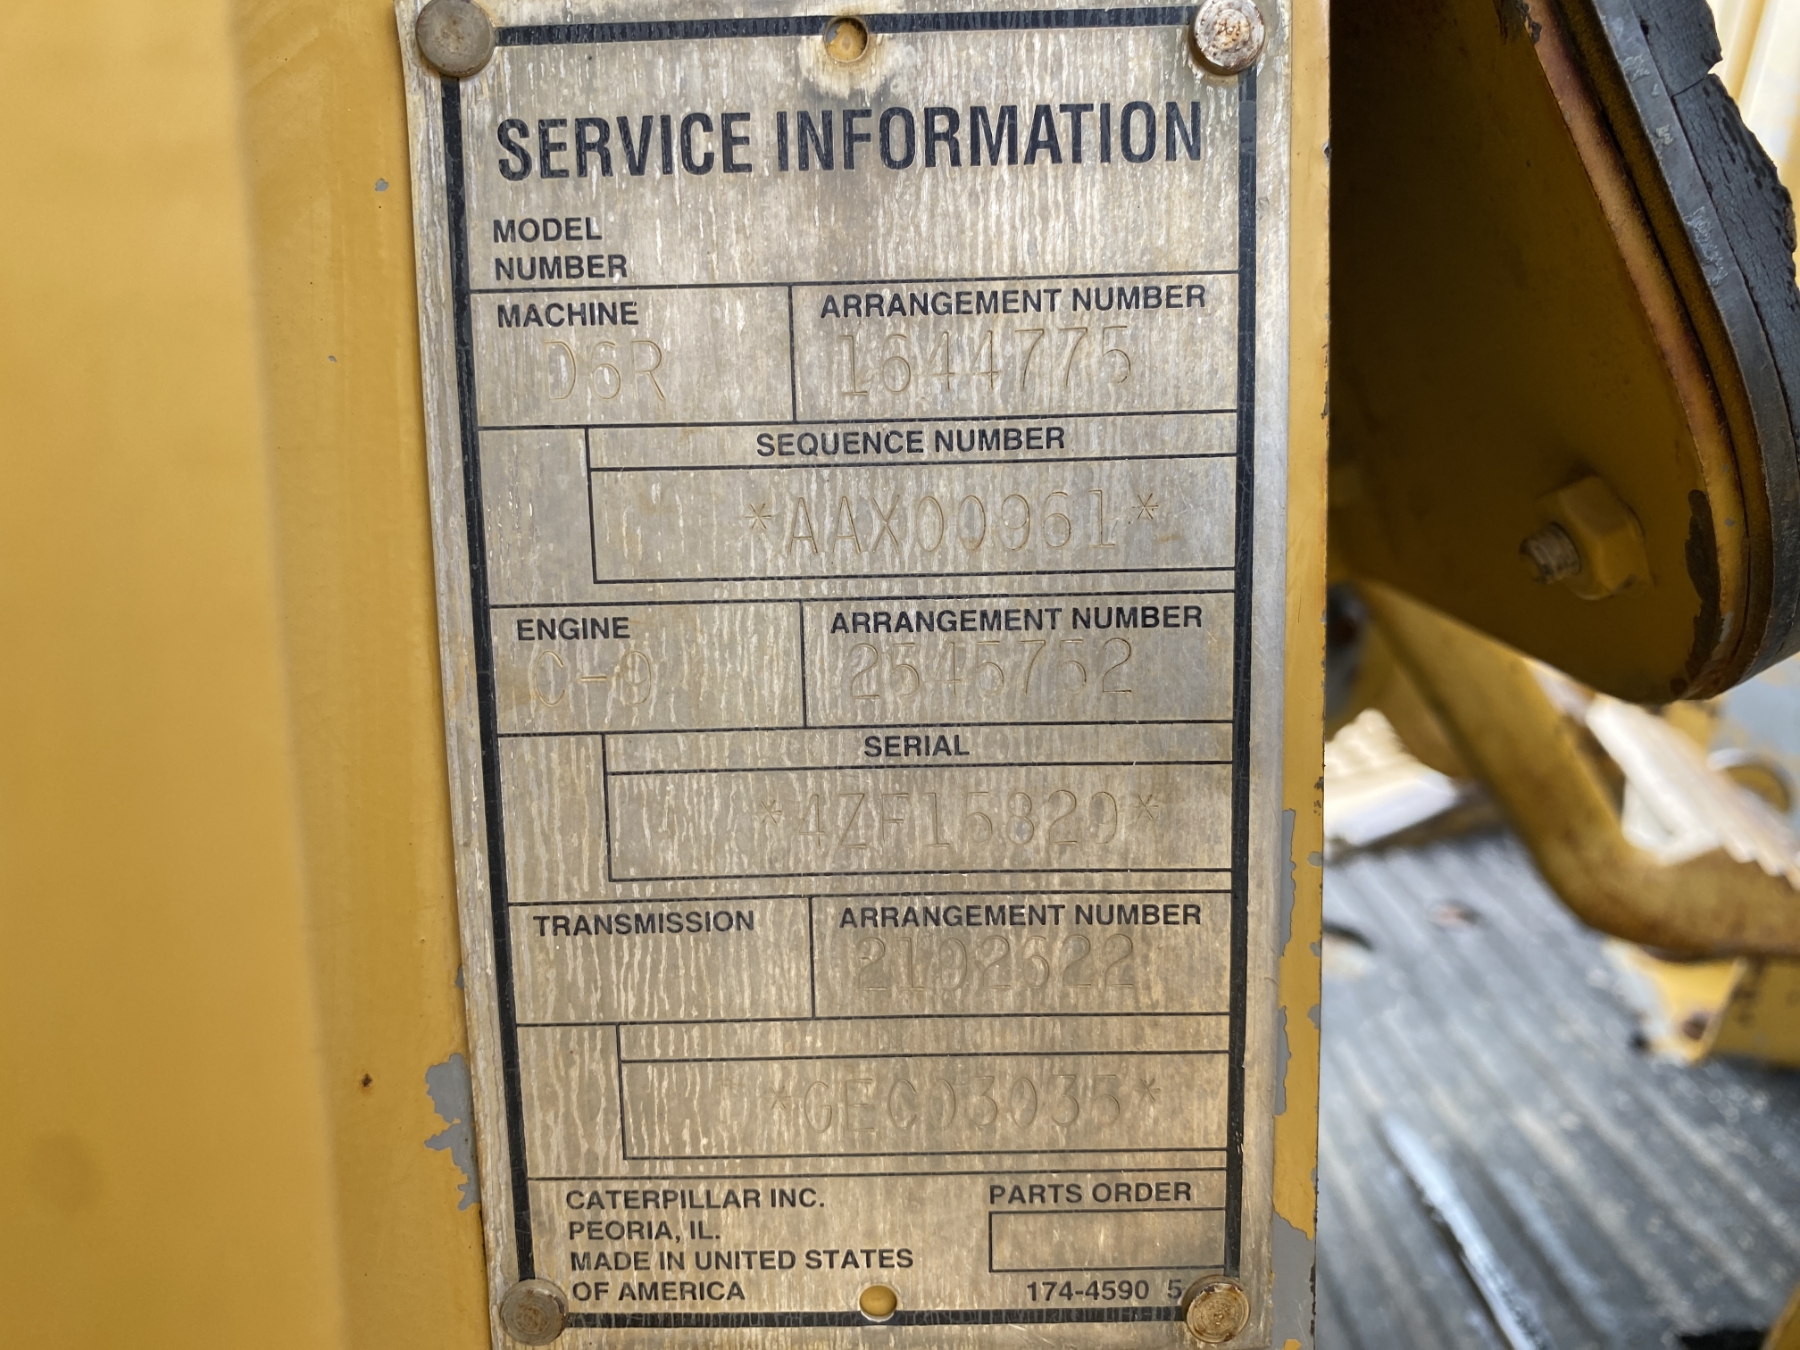 SERVICE INFORMATION
MODEL
NUMBER
MACHINE
ARRANGEMENT NUMBER
D6R
1644775
SEQUENCE NUMBER
*AAX00961*
ENGINE
ARRANGEMENT NUMBER
C-9
2545752
SERIAL
*4ZF15829*
TRANSMISSION
ARRANGEMENT NUMBER
2102622
*GEC03035*
CATERPILLAR INC.
PEORIA, IL.
MADE IN UNITED STATES
OF AMERICA
PARTS ORDER
174-4590 5